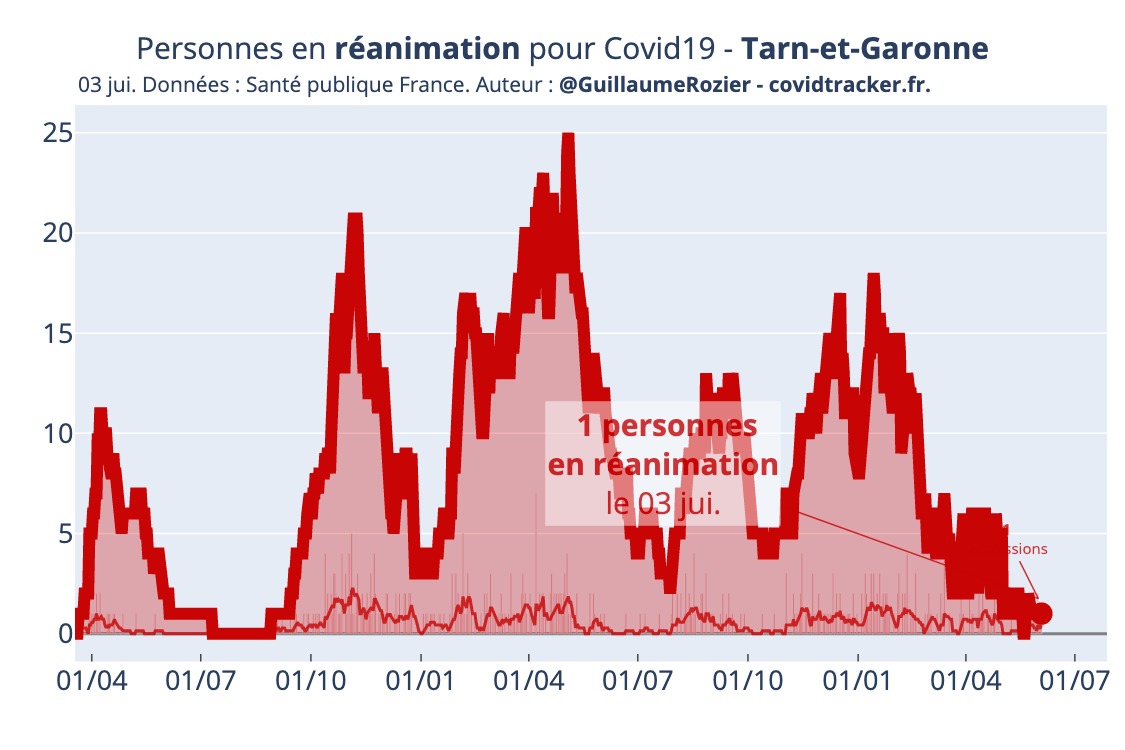 Personnes en réanimation pour Covid19 - Tarn-et-Garonne
03 jui. Données : Santé publique France. Auteur : @GuillaumeRozier - covidtracker.fr.
25
20
15
10
5
0
1 personnes
en réanimation
le 03 jui.
01/04 01/07 01/10 01/01 01/04 01/07 01/10 01/01 01/04 01/07